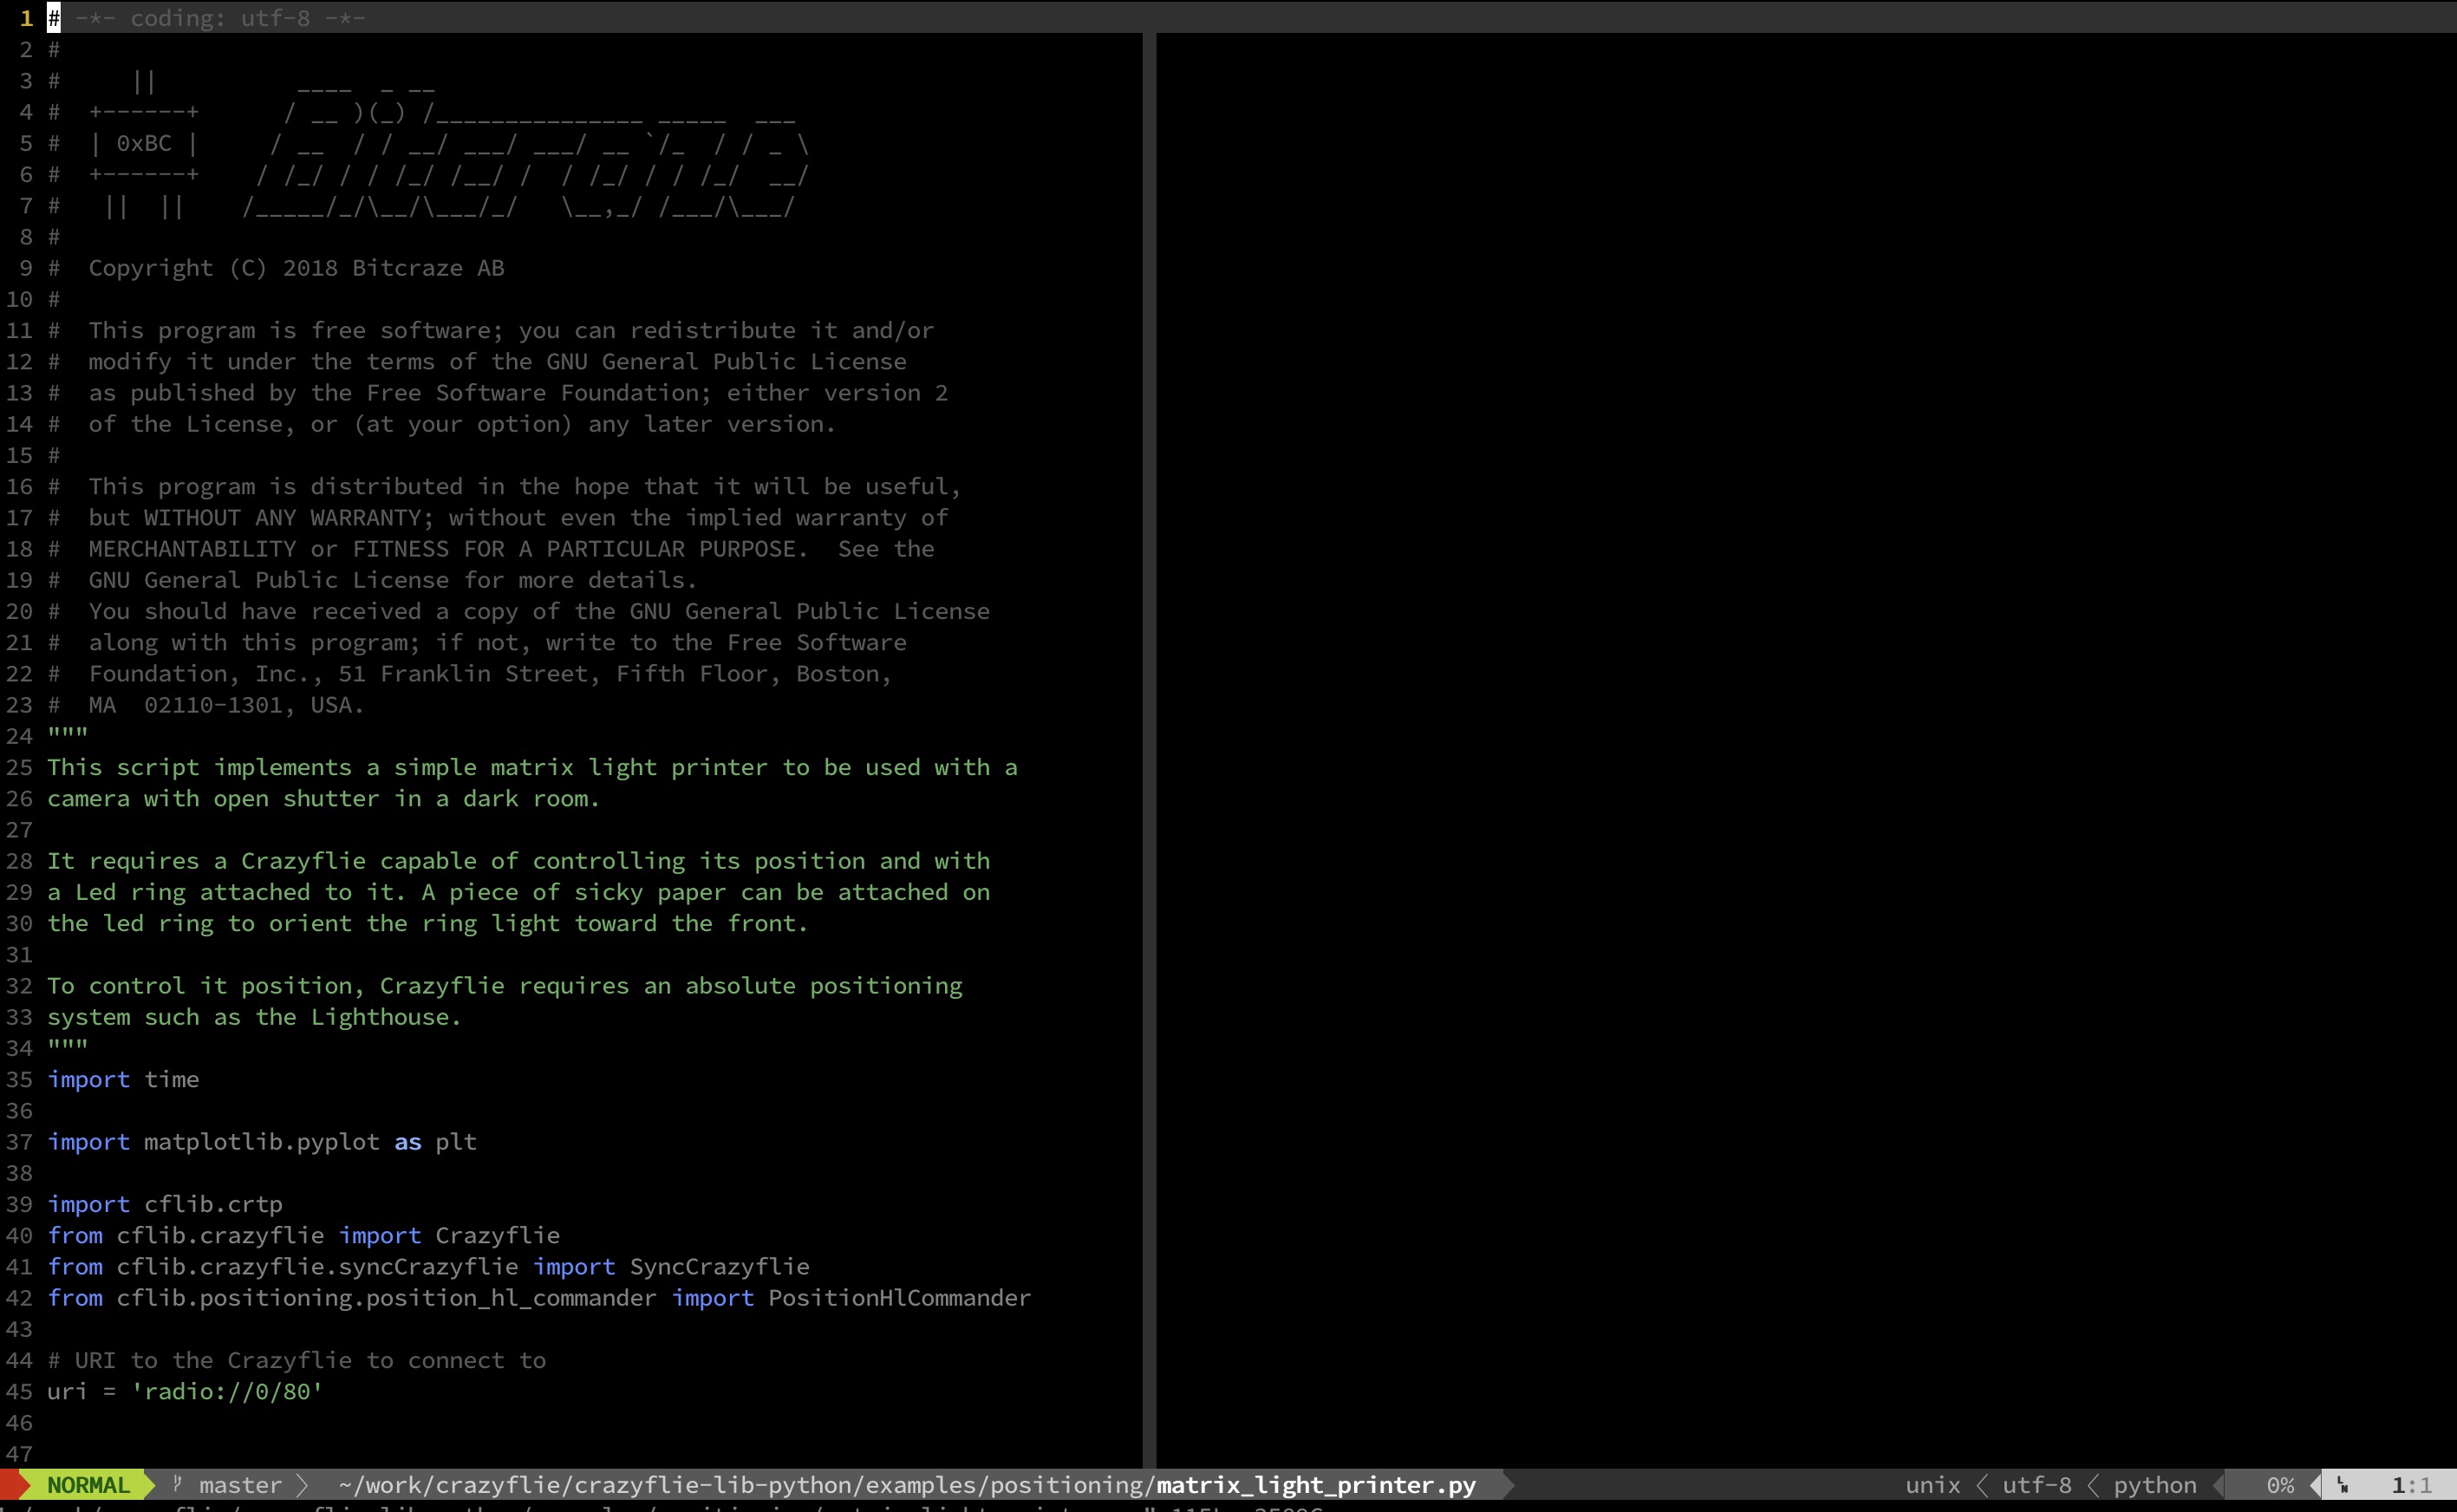 1 # -*- coding: utf-8 -*-
2 #
3 #     ||          ____  _ __
4 #  +------+      / __ )(_) /_______________ _____  ___
5 #  | 0xBC |     / __  / / __/ ___/ ___/ __ `/_  / / _ \
6 #  +------+    / /_/ / / /_/ /__/ /  / /_/ / / /_/  __/
7 #   ||  ||    /_____/_/\__/\___/_/   \__,_/ /___/\___/
8 #
9 #  Copyright (C) 2018 Bitcraze AB
10 #
11 #  This program is free software; you can redistribute it and/or
12 #  modify it under the terms of the GNU General Public License
13 #  as published by the Free Software Foundation; either version 2
14 #  of the License, or (at your option) any later version.
15 #
16 #  This program is distributed in the hope that it will be useful,
17 #  but WITHOUT ANY WARRANTY; without even the implied warranty of
18 #  MERCHANTABILITY or FITNESS FOR A PARTICULAR PURPOSE.  See the
19 #  GNU General Public License for more details.
20 #  You should have received a copy of the GNU General Public License
21 #  along with this program; if not, write to the Free Software
22 #  Foundation, Inc., 51 Franklin Street, Fifth Floor, Boston,
23 #  MA  02110-1301, USA.
24 """
25 This script implements a simple matrix light printer to be used with a
26 camera with open shutter in a dark room.
27
28 It requires a Crazyflie capable of controlling its position and with
29 a Led ring attached to it. A piece of sicky paper can be attached on
30 the led ring to orient the ring light toward the front.
31
32 To control it position, Crazyflie requires an absolute positioning
33 system such as the Lighthouse.
34 """
35 import time
36
37 import matplotlib.pyplot as plt
38
39 import cflib.crtp
40 from cflib.crazyflie import Crazyflie
41 from cflib.crazyflie.syncCrazyflie import SyncCrazyflie
42 from cflib.positioning.position_hl_commander import PositionHlCommander
43
44 # URI to the Crazyflie to connect to
45 uri = 'radio://0/80'
46
47
NORMAL master ~/work/crazyflie/crazyflie-lib-python/examples/positioning/matrix_light_printer.py unix utf-8 python 0% LN 1:1